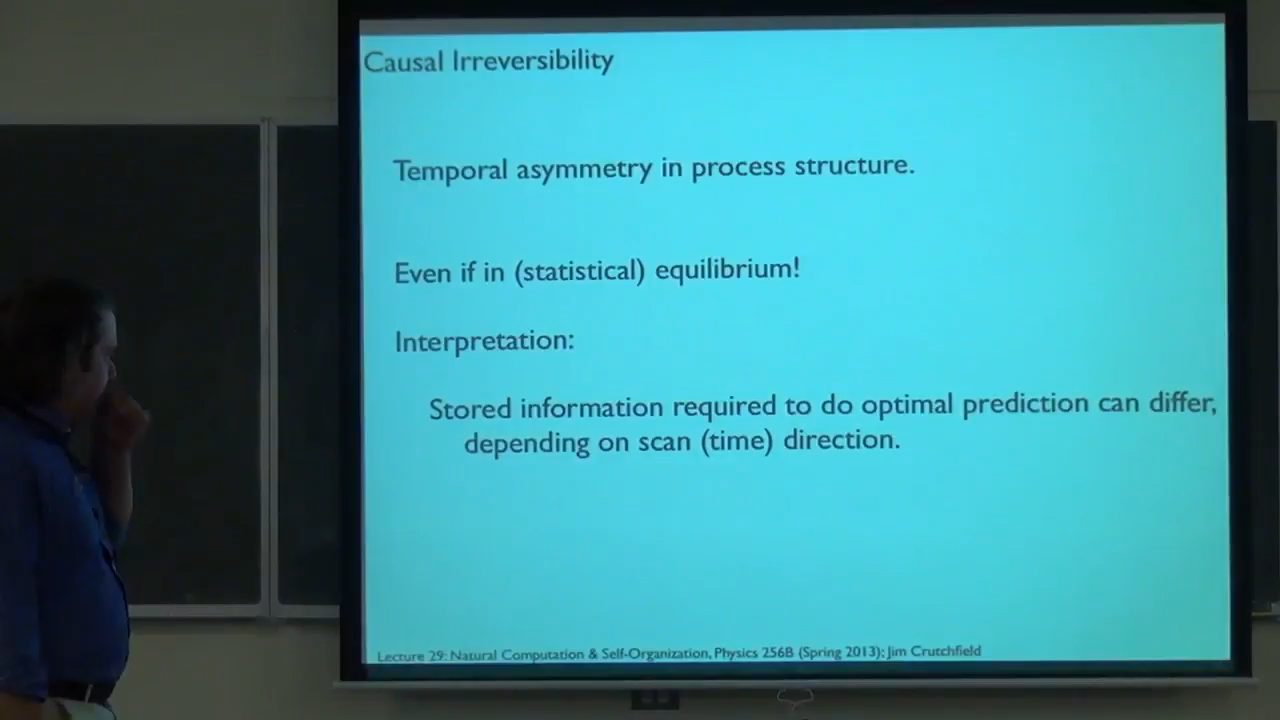 Causal Irreversibility
Temporal asymmetry in process structure.
Even if in (statistical) equilibrium!
Interpretation:
Stored information required to do optimal prediction can differ,
depending on scan (time) direction.
Lecture 29: Natural Computation & Self-Organization, Physics 256B (Spring 2013); Jim Crutchfield